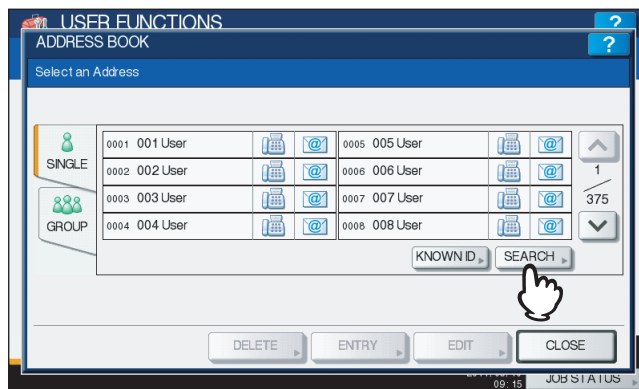 USER FUNCTIONS
?
ADDRESS BOOK
?
Select an Address
SINGLE
GROUP
0001 001 User
0005 005 User
0002 002 User
0006 006 User
0003 003 User
0007 007 User
0004 004 User
0008 008 User
1
375
KNOWN ID
SEARCH
DELETE
ENTRY
EDIT
CLOSE
09:15
JOB STATUS